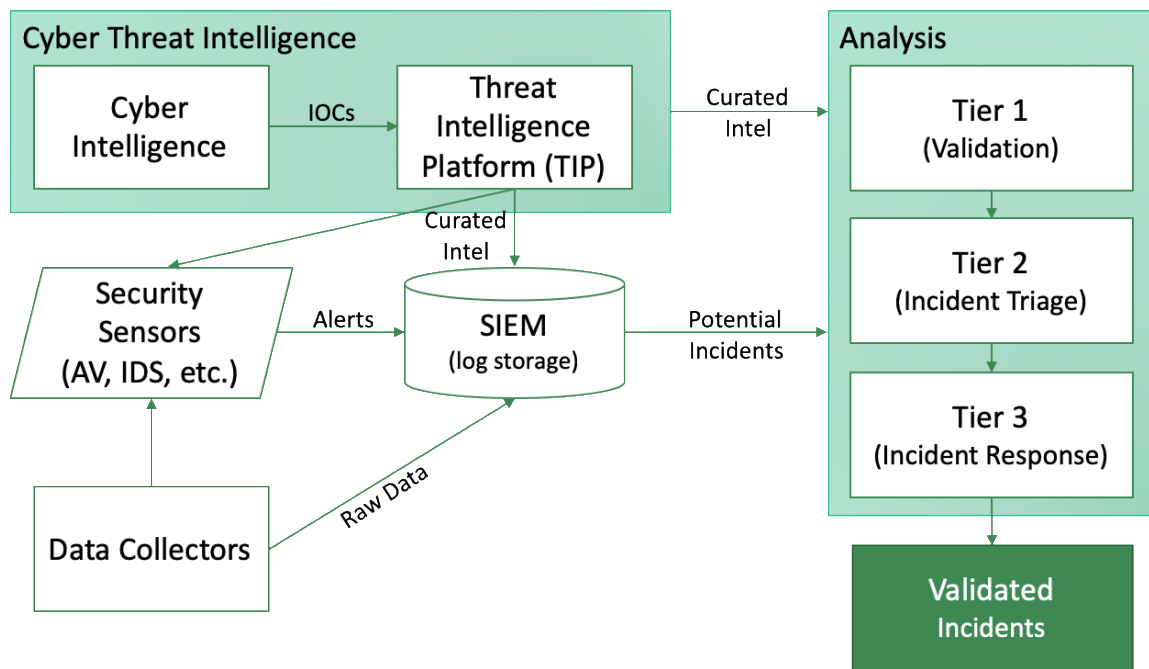 Cyber Threat Intelligence
Cyber
Intelligence
IOCs
Threat
Intelligence
Platform (TIP)
Curated
Intel
Analysis
Tier 1
(Validation)
Curated
Intel
Security
Sensors
(AV, IDS, etc.)
Alerts
SIEM
(log storage)
Potential
Incidents
Tier 2
(Incident Triage)
Tier 3
(Incident Response)
Data Collectors
Raw Data
Validated
Incidents